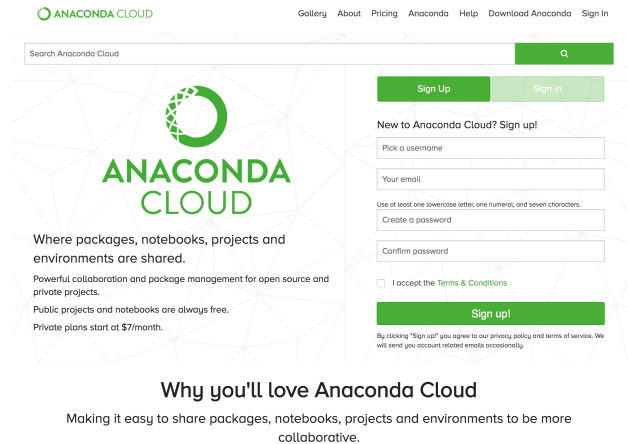 ANACONDA CLOUD
Gallery About Pricing Anaconda Help Download Anaconda Sign In
Search Anaconda Cloud
Sign Up Sign In
ANACONDA
CLOUD
Where packages, notebooks, projects and
environments are shared.
Powerful collaboration and package management for open source and
private projects.
Public projects and notebooks are always free.
Private plans start at $7/month.
New to Anaconda Cloud? Sign up!
Pick a username
Your email
Use at least one lowercase letter, one numeral, and seven characters.
Create a password
Confirm password
I accept the Terms & Conditions
Sign up!
By clicking "Sign up!" you agree to our privacy policy and terms of service. We
will send you account related emails occasionally.
Why you'll love Anaconda Cloud
Making it easy to share packages, notebooks, projects and environments to be more
collaborative.